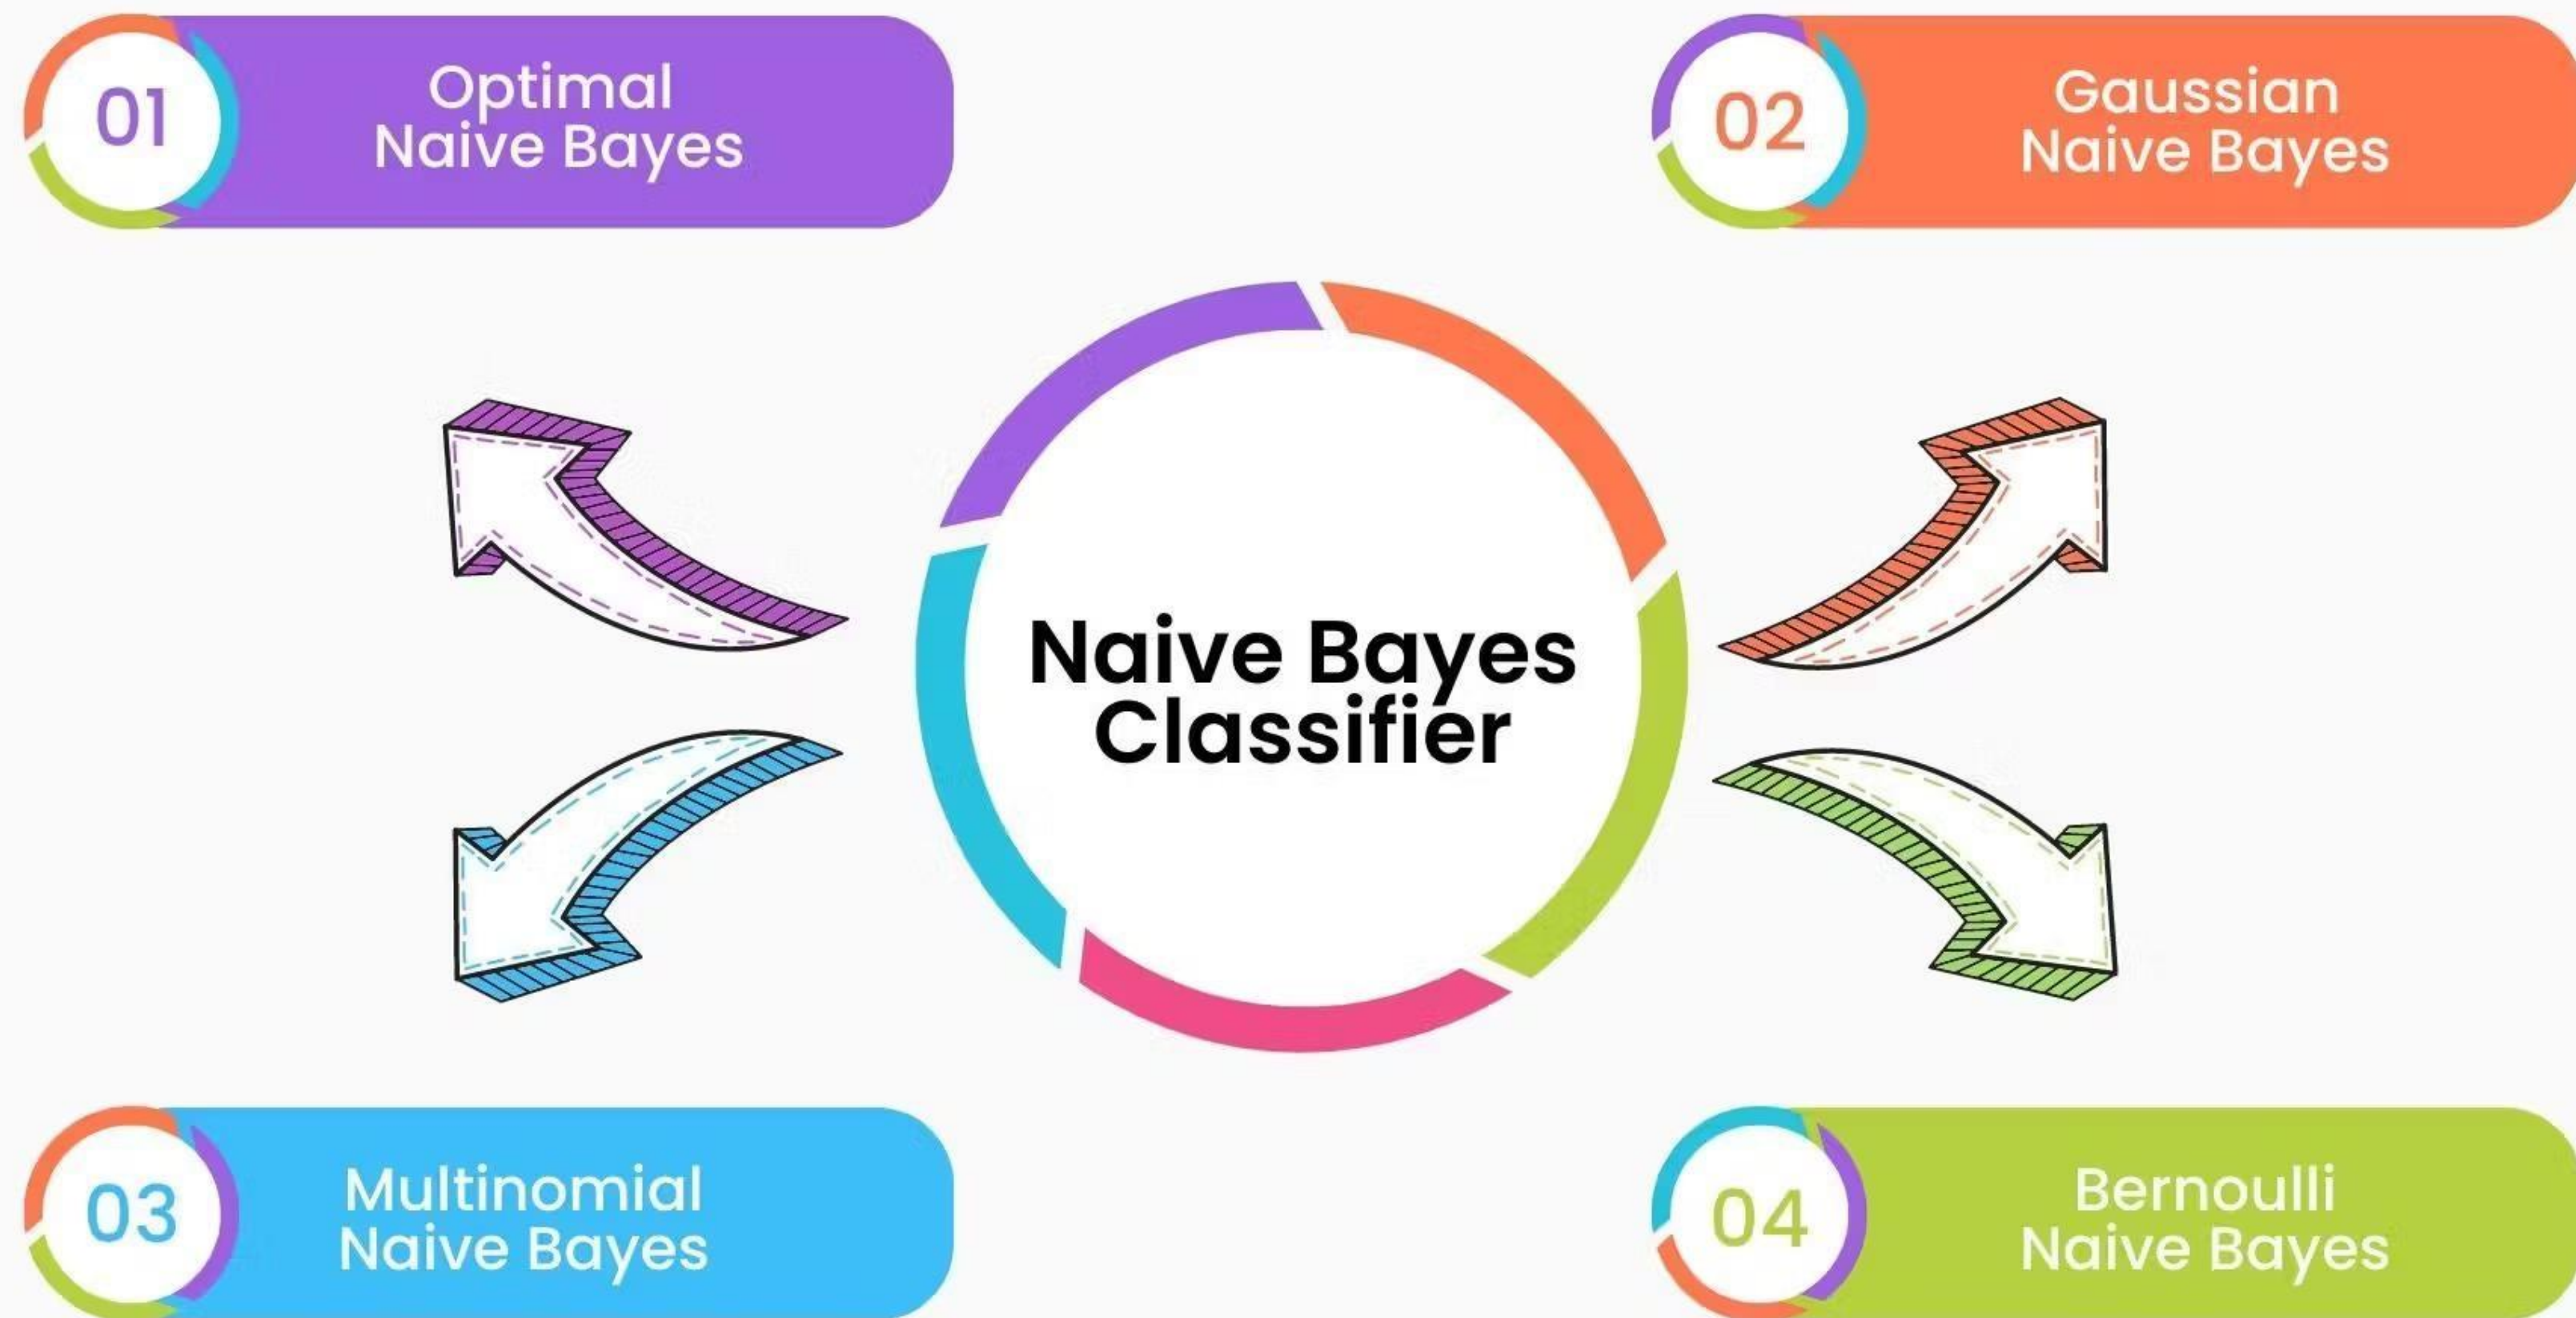 01
Optimal
Naive Bayes
02
Gaussian
Naive Bayes
Naive Bayes
Classifier
03
Multinomial
Naive Bayes
04
Bernoulli
Naive Bayes